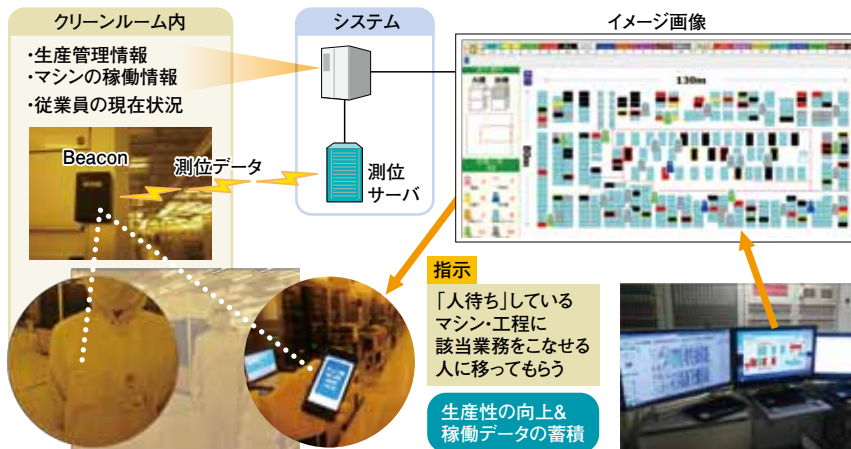 クリーンルーム内
・生産管理情報
・マシンの稼働情報
・従業員の現在状況
Beacon
測位データ
システム
測位
サーバ
イメージ画像
130m
80m
指示
「人待ち」している
マシン・工程に
該当業務をこなせる
人に移ってもらう
生産性の向上&
稼働データの蓄積